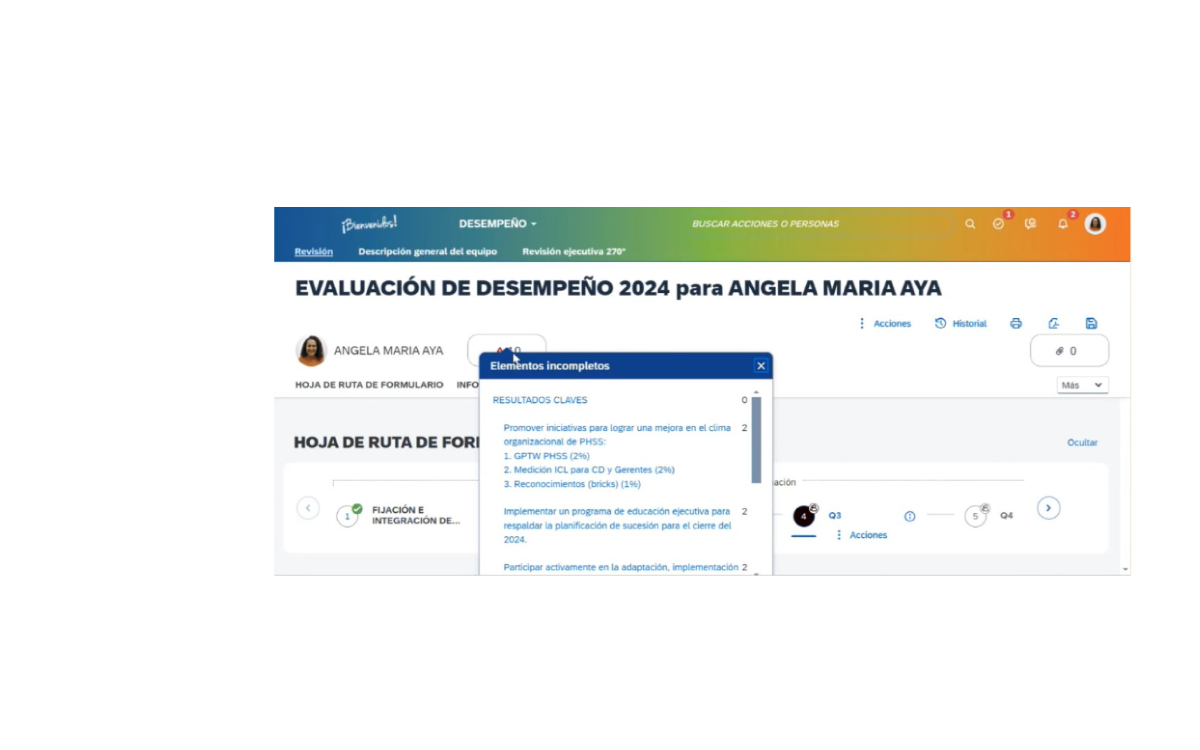 ¡Bienvenidos!
DESEMPEÑO
BUSCAR ACCIONES O PERSONAS
1
2
Revisión
Descripción general del equipo
Revisión ejecutiva 270°
EVALUACIÓN DE DESEMPEÑO 2024 para ANGELA MARIA AYA
Acciones
Historial
ANGELA MARIA AYA
10
0
Elementos incompletos
HOJA DE RUTA DE FORMULARIO
INFO
Más
RESULTADOS CLAVES 0
Promover iniciativas para lograr una mejora en el clima 2
organizacional de PHSS:
1. GPTW PHSS (2%)
2. Medición ICL para CD y Gerentes (2%)
3. Reconocimientos (bricks) (1%)
Implementar un programa de educación ejecutiva para 2
respaldar la planificación de sucesión para el cierre del
2024.
Participar activamente en la adaptación, implementación 2
HOJA DE RUTA DE FOR
Ocultar
ación
1
FIJACIÓN E
INTEGRACIÓN DE...
4
Q3
Acciones
5
Q4